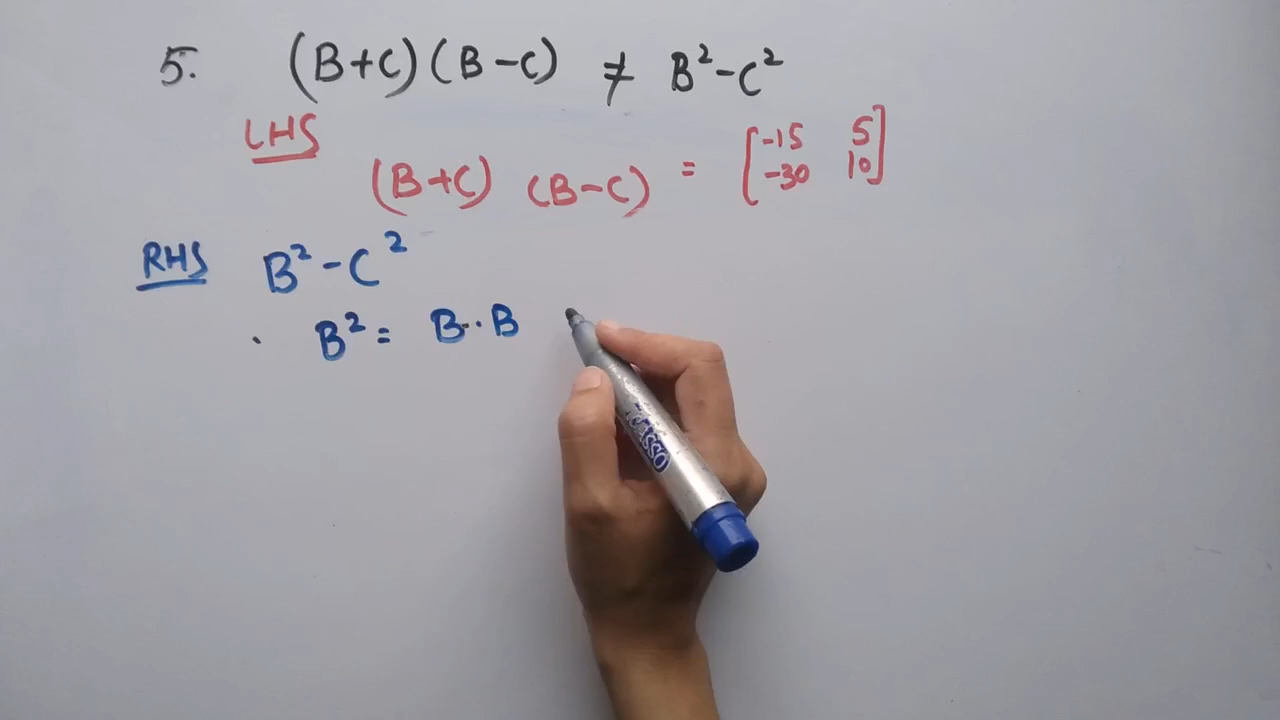 5. (B+C)(B-C) ≠ B²-C²
LHS
(B+C) (B-C) = [-15 5
-30 10]
RHS B²-C²
. B² = B·B